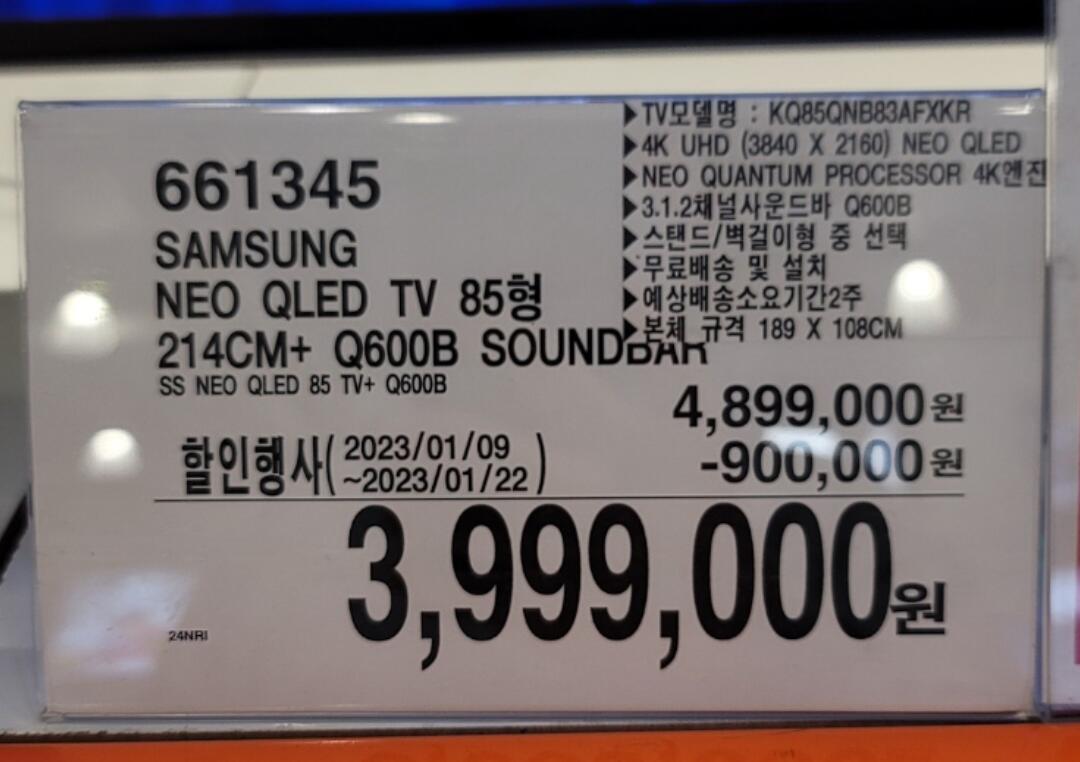 ▶TV모델명 : KQ85QNB83AFXKR
▶4K UHD (3840 X 2160) NEO QLED
▶NEO QUANTUM PROCESSOR 4K엔진
▶3.1.2채널사운드바 Q600B
▶스탠드/벽걸이형 중 선택
▶무료배송 및 설치
▶예상배송소요기간2주
▶본체 규격 189 X 108CM
661345
SAMSUNG
NEO QLED TV 85형
214CM+ Q600B SOUNDBAR
SS NEO QLED 85 TV+ Q600B
4,899,000원
할인행사( 2023/01/09
~2023/01/22 )
-900,000원
3,999,000원
24NRI